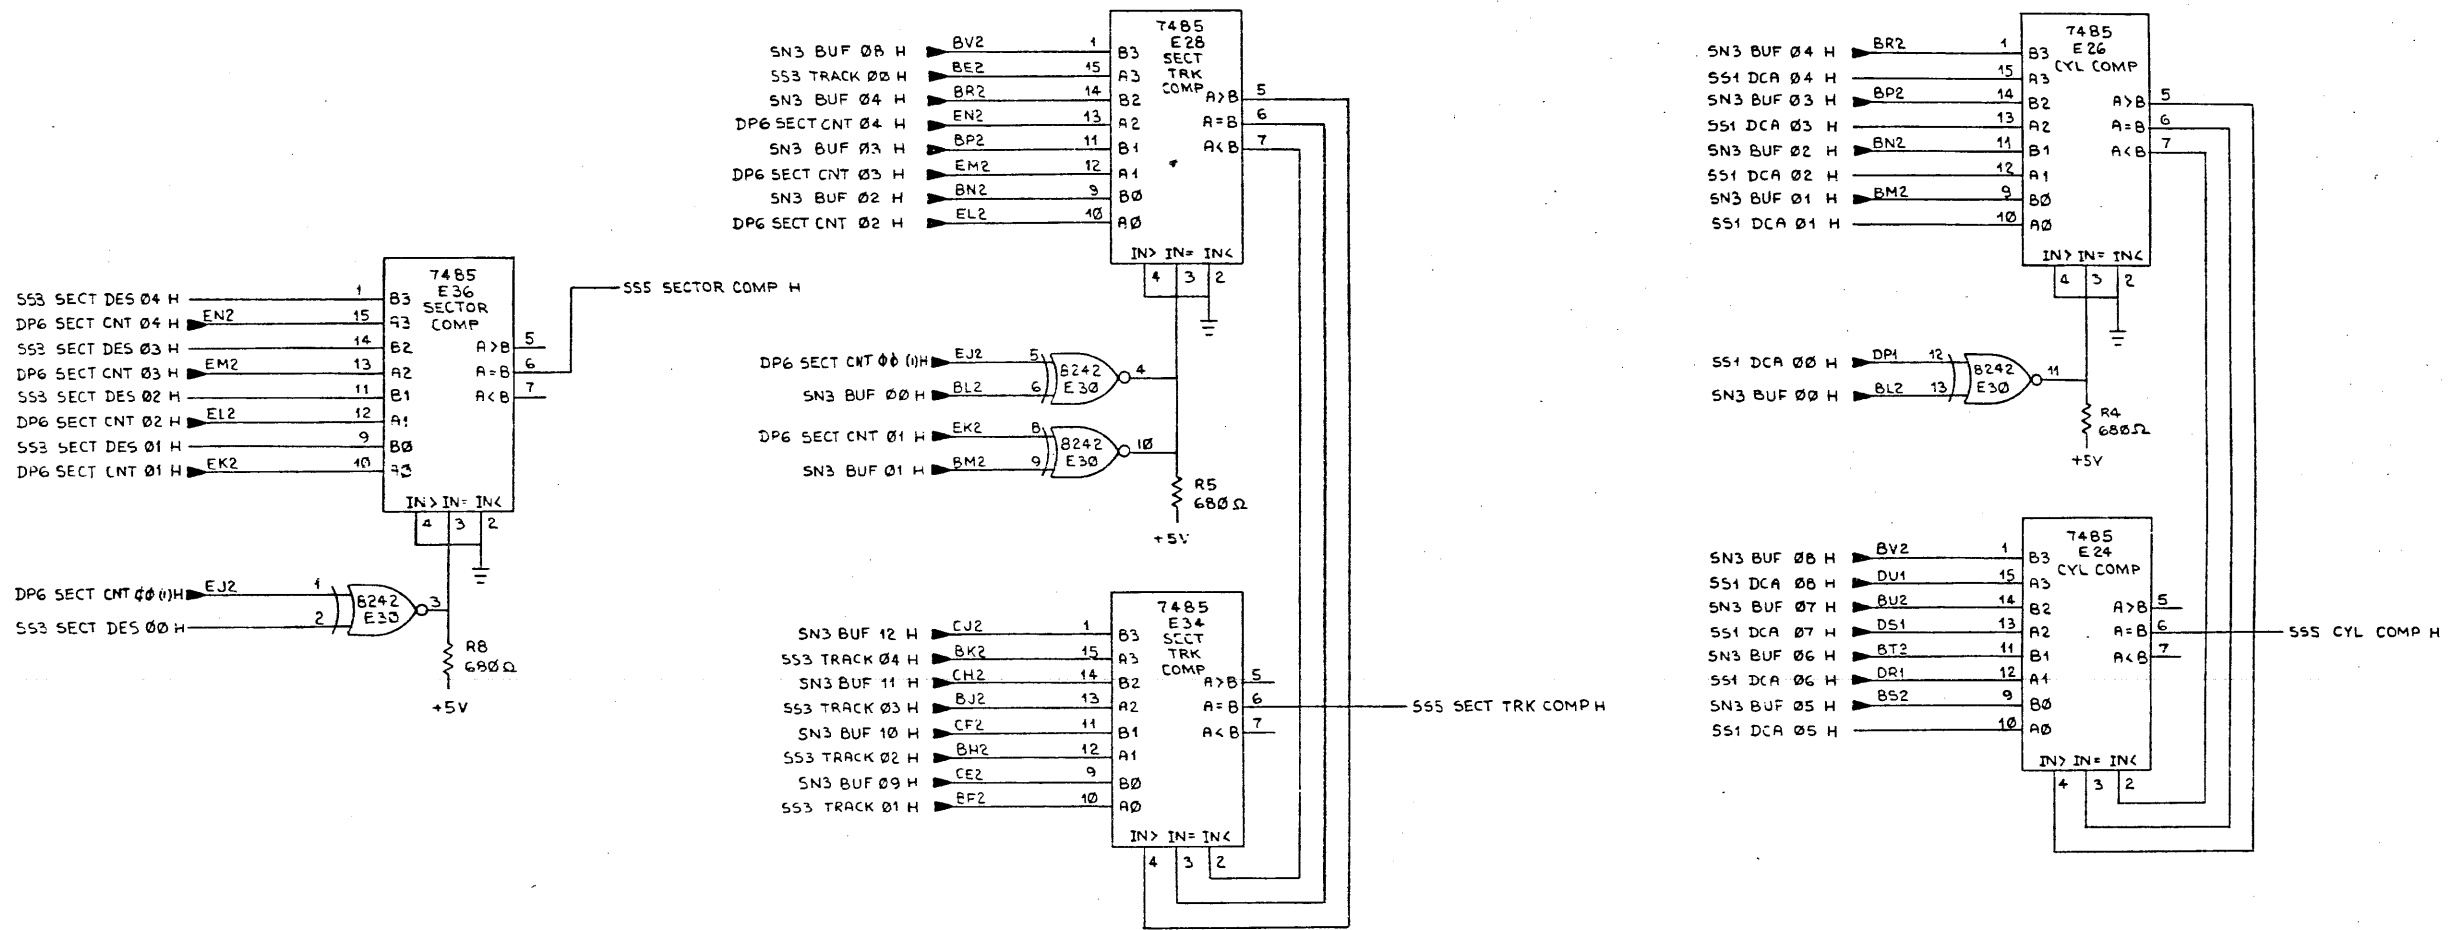 SS3 SECT DES Ø4 H 1 B3
DP6 SECT CNT Ø4 H EN2 15 A3
SS3 SECT DES Ø3 H 14 B2
DP6 SECT CNT Ø3 H EM2 13 A2
SS3 SECT DES Ø2 H 11 B1
DP6 SECT CNT Ø2 H EL2 12 A1
SS3 SECT DES Ø1 H 9 BØ
DP6 SECT CNT Ø1 H EK2 10
7485
E36
SECTOR
COMP
A>B 5
A=B 6
A<B 7
SS5 SECTOR COMP H
IN> IN= IN<
4 3 2
DP6 SECT CNT ØØ (1)H EJ2 1
SS3 SECT DES ØØ H 2
8242
3
R8
680Ω
+5V
SN3 BUF Ø8 H BV2 1 B3
SS3 TRACK ØØ H BE2 15 A3
SN3 BUF Ø4 H BR2 14 B2
DP6 SECT CNT Ø4 H EN2 13 A2
SN3 BUF Ø3 H BP2 11 B1
DP6 SECT CNT Ø3 H EM2 12 A1
SN3 BUF Ø2 H BN2 9 BØ
DP6 SECT CNT Ø2 H EL2 1Ø AØ
7485
E28
SECT
TRK
COMP
A>B 5
A=B 6
A<B 7
IN> IN= IN<
4 3 2
DP6 SECT CNT ØØ (1)H EJ2 5
SN3 BUF ØØ H BL2 6
8242
E3Ø
4
DP6 SECT CNT Ø1 H EK2 8
SN3 BUF Ø1 H BM2 9
8242
E3Ø
1Ø
R5
68ØΩ
+5V
SN3 BUF 12 H CJ2 1 B3
SS3 TRACK Ø4 H BK2 15 A3
SN3 BUF 11 H CH2 14 B2
SS3 TRACK Ø3 H BJ2 13 A2
SN3 BUF 1Ø H CF2 11 B1
SS3 TRACK Ø2 H BH2 12 A1
SN3 BUF Ø9 H CE2 9 BØ
SS3 TRACK Ø1 H BF2 1Ø AØ
7485
E34
SECT
TRK
COMP
A>B 5
A=B 6
A<B 7
SS5 SECT TRK COMP H
IN> IN= IN<
4 3 2
SN3 BUF Ø4 H BR2 1 B3
SS1 DCA Ø4 H 15 A3
SN3 BUF Ø3 H BP2 14 B2
SS1 DCA Ø3 H 13 A2
SN3 BUF Ø2 H BN2 11 B1
SS1 DCA Ø2 H 12 A1
SN3 BUF Ø1 H BM2 9 BØ
SS1 DCA Ø1 H 1Ø AØ
7485
E26
CYL COMP
A>B 5
A=B 6
A<B 7
IN> IN= IN<
4 3 2
SS1 DCA ØØ H DP1 12
SN3 BUF ØØ H BL2 13
8242
E3Ø
11
R4
68ØΩ
+5V
SN3 BUF Ø8 H BV2 1 B3
SS1 DCA Ø8 H DU1 15 A3
SN3 BUF Ø7 H BU2 14 B2
SS1 DCA Ø7 H DS1 13 A2
SN3 BUF Ø6 H BT2 11 B1
SS1 DCA Ø6 H DR1 12 A1
SN3 BUF Ø5 H BS2 9 BØ
SS1 DCA Ø5 H 1Ø AØ
7485
E24
CYL COMP
A>B 5
A=B 6
A<B 7
SS5 CYL COMP H
IN> IN= IN<
4 3 2